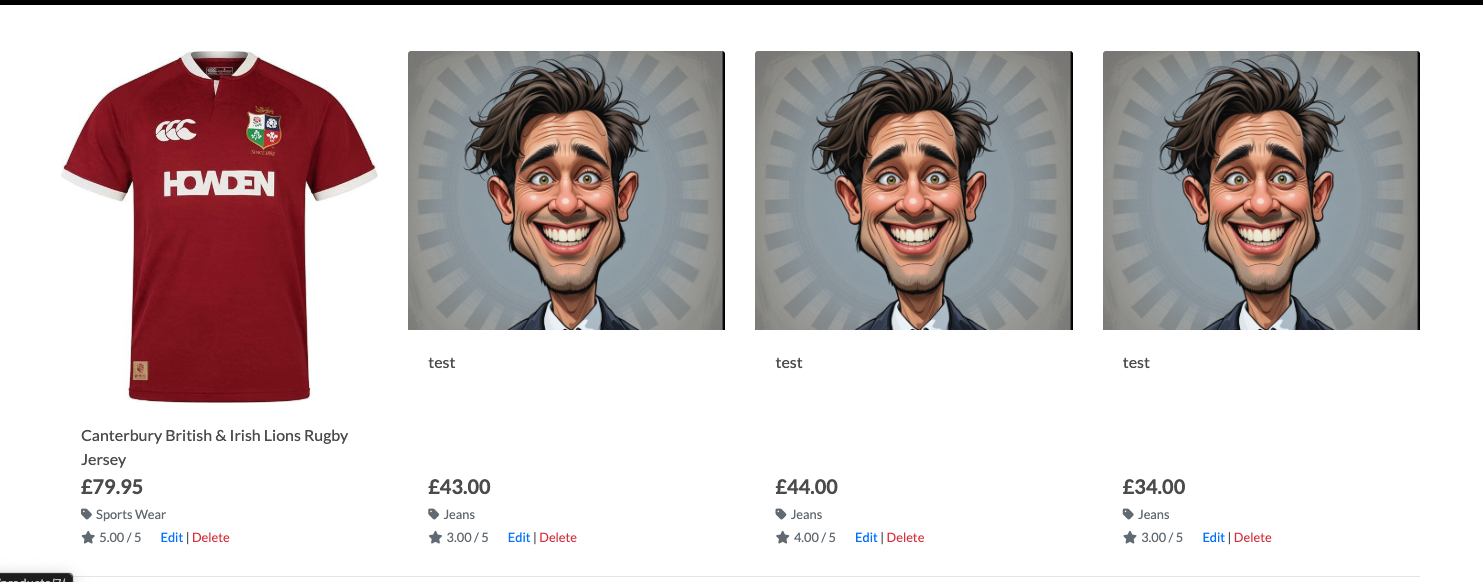 HOWDEN
Canterbury British & Irish Lions Rugby
Jersey
£79.95
Sports Wear
5.00 / 5 Edit | Delete
test
£43.00
Jeans
3.00 / 5 Edit | Delete
test
£44.00
Jeans
4.00 / 5 Edit | Delete
test
£34.00
Jeans
3.00 / 5 Edit | Delete